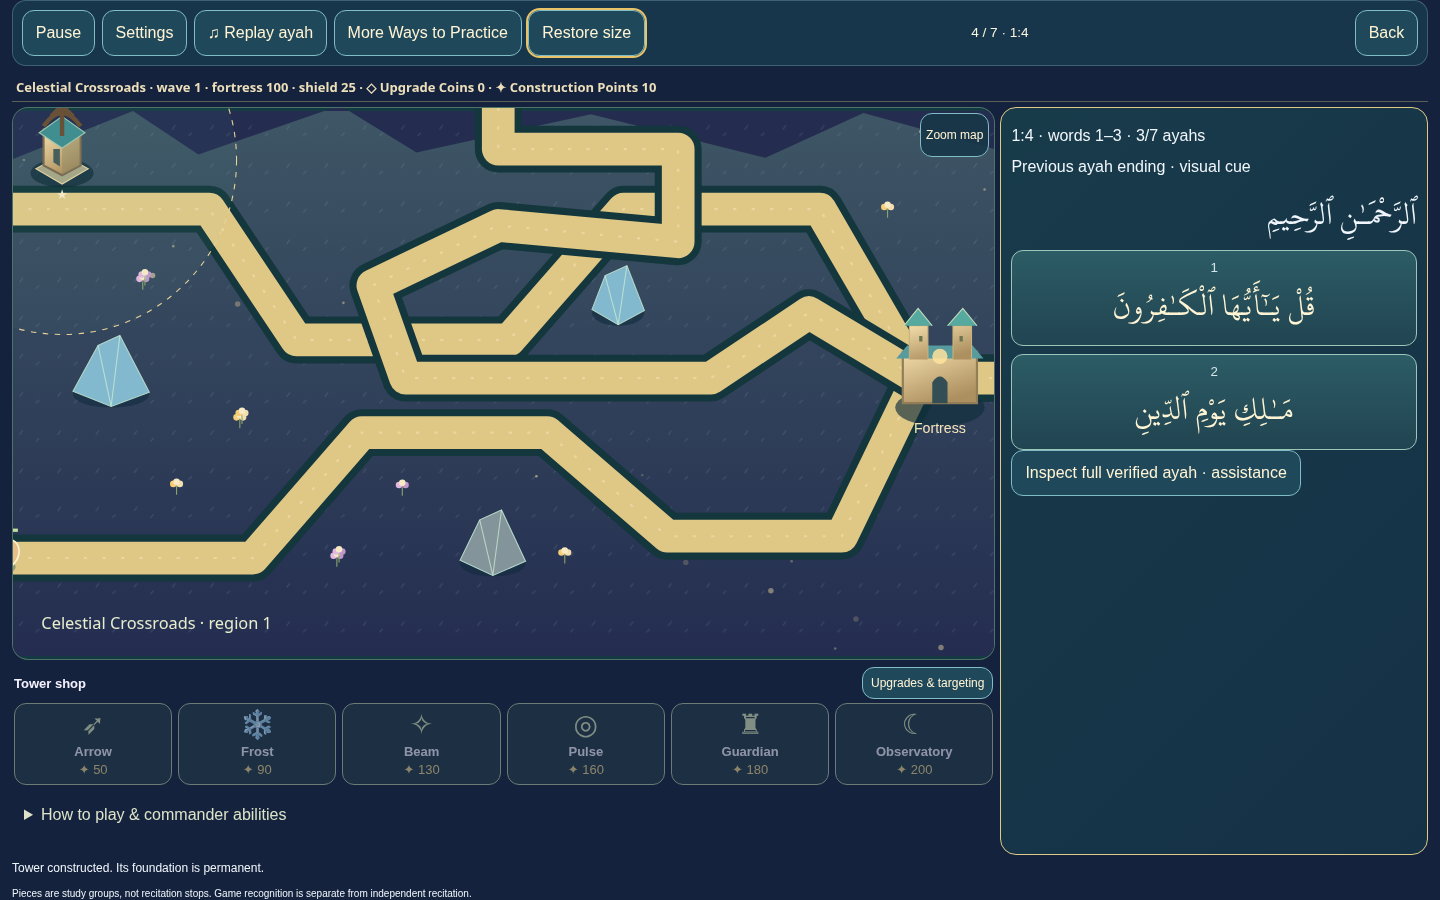 Pause
Settings
♫ Replay ayah
More Ways to Practice
Restore size
4 / 7 · 1:4
Back
Celestial Crossroads · wave 1 · fortress 100 · shield 25 · ◇ Upgrade Coins 0 · ✦ Construction Points 10
Zoom map
Fortress
Celestial Crossroads · region 1
1:4 · words 1–3 · 3/7 ayahs
Previous ayah ending · visual cue
ٱلرَّحْمَـٰنِ ٱلرَّحِيمِ
1
قُلْ يَـٰٓأَيُّهَا ٱلْكَـٰفِرُونَ
2
مَـٰلِكِ يَوْمِ ٱلدِّينِ
Inspect full verified ayah · assistance
Tower shop
Upgrades & targeting
Arrow
✦ 50
Frost
✦ 90
Beam
✦ 130
Pulse
✦ 160
Guardian
✦ 180
Observatory
✦ 200
▶ How to play & commander abilities
Tower constructed. Its foundation is permanent.
Pieces are study groups, not recitation stops. Game recognition is separate from independent recitation.